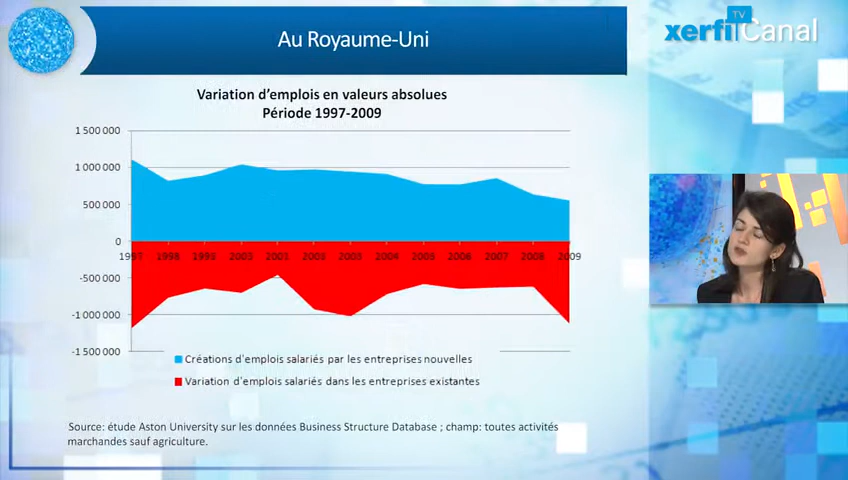 xerfi TV Canal
Au Royaume-Uni
Variation d'emplois en valeurs absolues
Période 1997-2009
1 500 000
1 000 000
500 000
0
1997 1998 1999 2000 2001 2002 2003 2004 2005 2006 2007 2008 2009
-500 000
-1 000 000
-1 500 000
Créations d'emplois salariés par les entreprises nouvelles
Variation d'emplois salariés dans les entreprises existantes
Source: étude Aston University sur les données Business Structure Database ; champ: toutes activités
marchandes sauf agriculture.